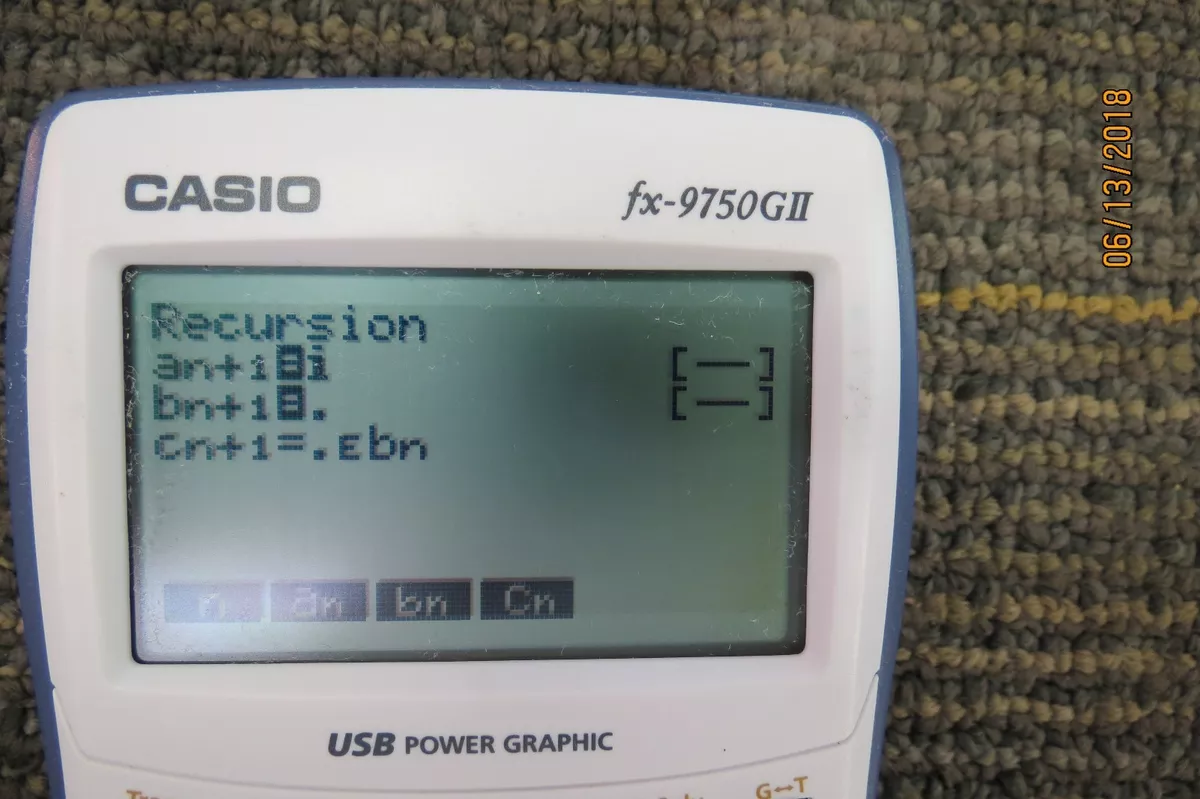 CASIO
fx-9750GII
Recursion
an+1=i [—]
bn+1=. [—]
cn+1=.Ebn
n an bn Cn
USB POWER GRAPHIC
G↔T
06/13/2018